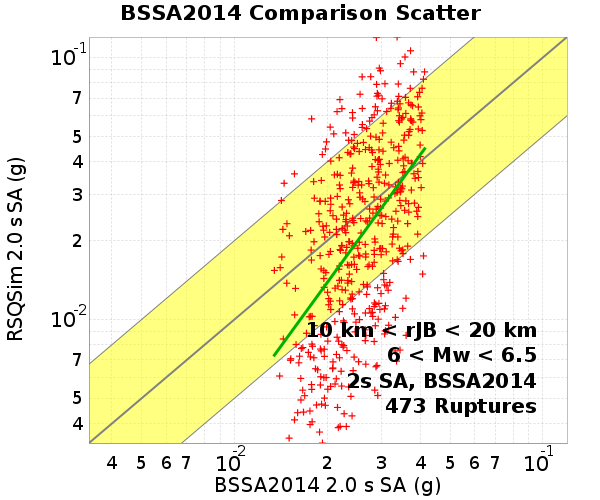 BSSA2014 Comparison Scatter
RSQSim 2.0 s SA (g)
10⁻¹
7
5
4
3
2
10⁻²
7
5
4
10 km < rJB < 20 km
6 < Mw < 6.5
2s SA, BSSA2014
473 Ruptures
4 5 6 7 10⁻² 2 3 4 5 6 7 10⁻¹
BSSA2014 2.0 s SA (g)